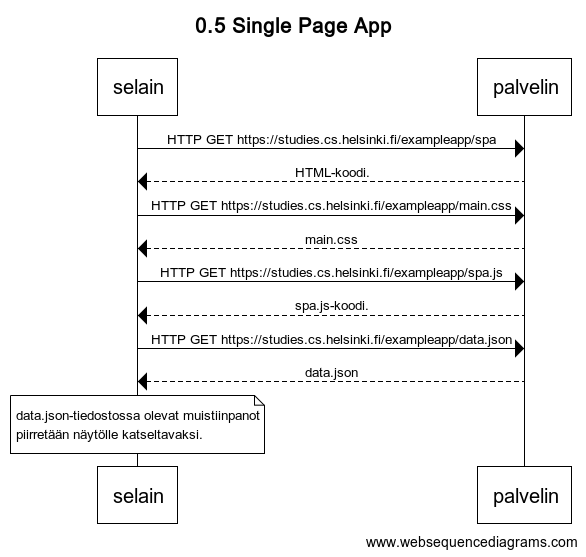 0.5 Single Page App
selain
palvelin
HTTP GET https://studies.cs.helsinki.fi/exampleapp/spa
HTML-koodi.
HTTP GET https://studies.cs.helsinki.fi/exampleapp/main.css
main.css
HTTP GET https://studies.cs.helsinki.fi/exampleapp/spa.js
spa.js-koodi.
HTTP GET https://studies.cs.helsinki.fi/exampleapp/data.json
data.json
data.json-tiedostossa olevat muistiinpanot
piirretään näytölle katseltavaksi.
selain
palvelin
www.websequencediagrams.com